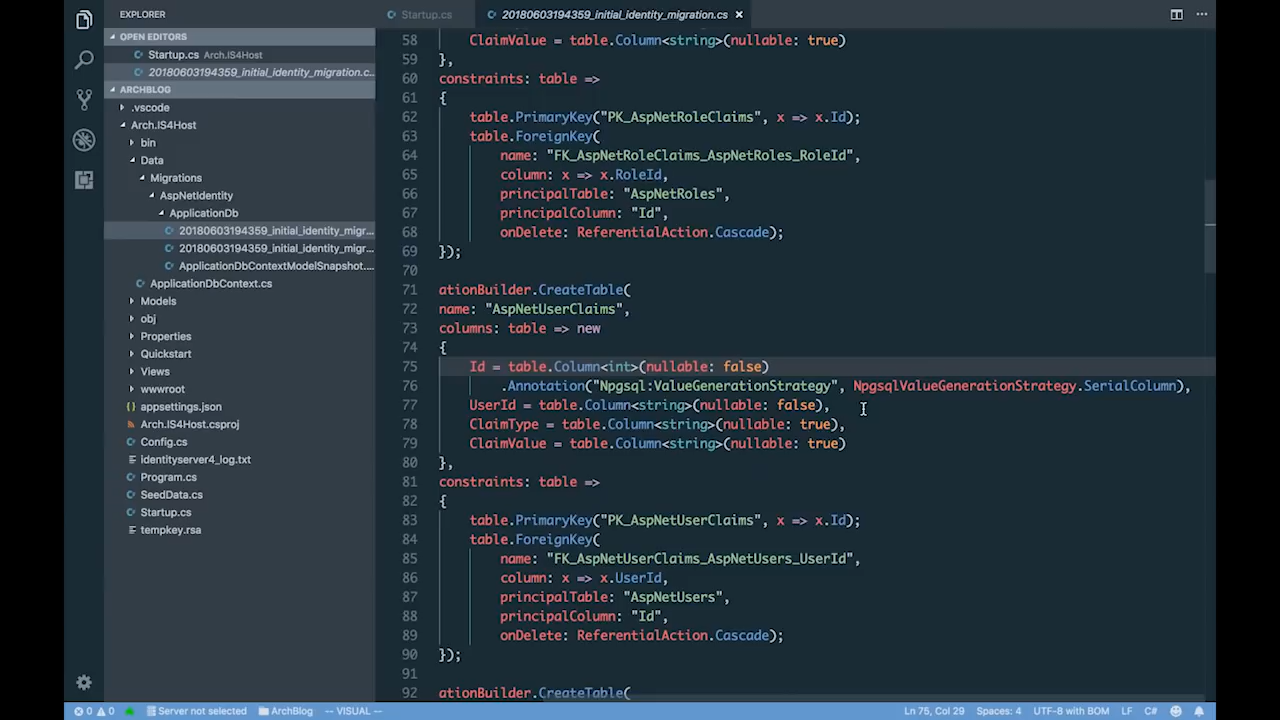 EXPLORER
OPEN EDITORS
Startup.cs Arch.IS4Host
20180603194359_initial_identity_migration.c...
ARCHBLOG
.vscode
Arch.IS4Host
bin
Data
Migrations
AspNetIdentity
ApplicationDb
20180603194359_initial_identity_migr...
20180603194359_initial_identity_migr...
ApplicationDbContextModelSnapshot....
ApplicationDbContext.cs
Models
obj
Properties
Quickstart
Views
wwwroot
appsettings.json
Arch.IS4Host.csproj
Config.cs
identityserver4_log.txt
Program.cs
SeedData.cs
Startup.cs
tempkey.rsa
Startup.cs 20180603194359_initial_identity_migration.cs
58 ClaimValue = table.Column<string>(nullable: true)
59 },
60 constraints: table =>
61 {
62 table.PrimaryKey("PK_AspNetRoleClaims", x => x.Id);
63 table.ForeignKey(
64 name: "FK_AspNetRoleClaims_AspNetRoles_RoleId",
65 column: x => x.RoleId,
66 principalTable: "AspNetRoles",
67 principalColumn: "Id",
68 onDelete: ReferentialAction.Cascade);
69 });
70
71 ationBuilder.CreateTable(
72 name: "AspNetUserClaims",
73 columns: table => new
74 {
75 Id = table.Column<int>(nullable: false)
76 .Annotation("Npgsql:ValueGenerationStrategy", NpgsqlValueGenerationStrategy.SerialColumn),
77 UserId = table.Column<string>(nullable: false),
78 ClaimType = table.Column<string>(nullable: true),
79 ClaimValue = table.Column<string>(nullable: true)
80 },
81 constraints: table =>
82 {
83 table.PrimaryKey("PK_AspNetUserClaims", x => x.Id);
84 table.ForeignKey(
85 name: "FK_AspNetUserClaims_AspNetUsers_UserId",
86 column: x => x.UserId,
87 principalTable: "AspNetUsers",
88 principalColumn: "Id",
89 onDelete: ReferentialAction.Cascade);
90 });
91
92 ationBuilder.CreateTable(
0 0 Server not selected ArchBlog -- VISUAL -- Ln 75, Col 29 Spaces: 4 UTF-8 with BOM LF C#